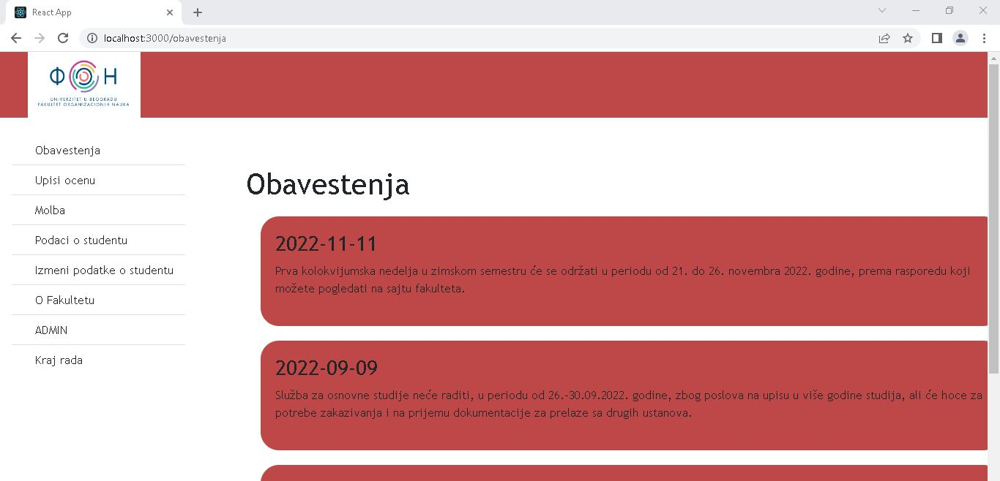 React App
localhost:3000/obavestenja
ФОН
UNIVERZITET U BEOGRADU
FAKULTET ORGANIZACIONIH NAUKA
Obavestenja
Upisi ocenu
Molba
Podaci o studentu
Izmeni podatke o studentu
O Fakultetu
ADMIN
Kraj rada
Obavestenja
2022-11-11
Prva kolokvijumska nedelja u zimskom semestru će se održati u periodu od 21. do 26. novembra 2022. godine, prema rasporedu koji
možete pogledati na sajtu fakulteta.
2022-09-09
Služba za osnovne studije neće raditi, u periodu od 26.-30.09.2022. godine, zbog poslova na upisu u više godine studija, ali će hoce za
potrebe zakazivanja i na prijemu dokumentacije za prelaze sa drugih ustanova.